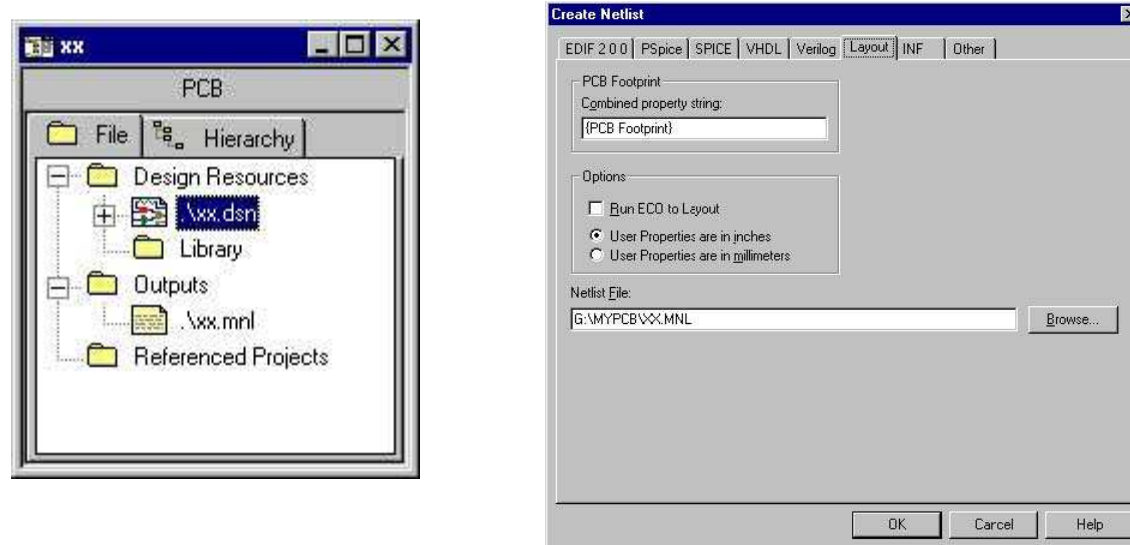 xx
PCB
File
Hierarchy
Design Resources
.\xx.dsn
Library
Outputs
.\xx.mnl
Referenced Projects
Create Netlist
EDIF 2 0 0 PSpice SPICE VHDL Verilog Layout INF Other
PCB Footprint
Combined property string:
{PCB Footprint}
Options
Run ECO to Layout
User Properties are in inches
User Properties are in millimeters
Netlist File:
G:\MYPCB\XX.MNL
Browse...
OK Carcel Help